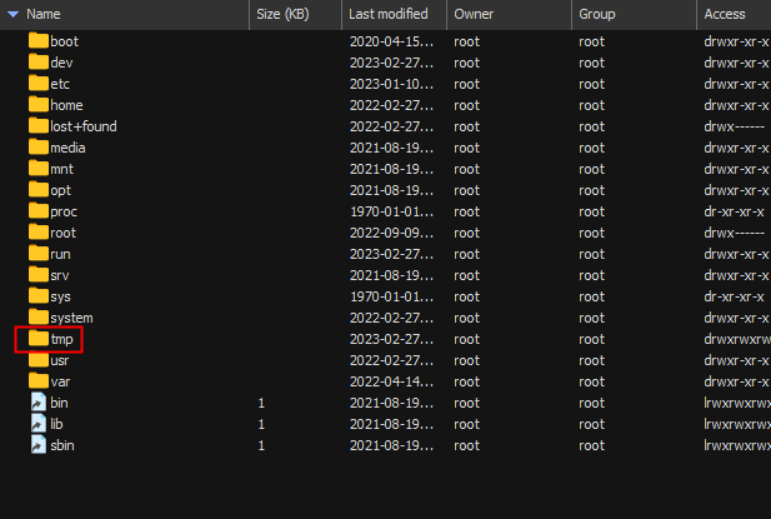 Name Size (KB) Last modified Owner Group Access
boot 2020-04-15... root root drwxr-xr-x
dev 2023-02-27... root root drwxr-xr-x
etc 2023-01-10... root root drwxr-xr-x
home 2022-02-27... root root drwxr-xr-x
lost+found 2022-02-27... root root drwx------
media 2021-08-19... root root drwxr-xr-x
mnt 2021-08-19... root root drwxr-xr-x
opt 2021-08-19... root root drwxr-xr-x
proc 1970-01-01... root root dr-xr-xr-x
root 2022-09-09... root root drwx------
run 2023-02-27... root root drwxr-xr-x
srv 2021-08-19... root root drwxr-xr-x
sys 1970-01-01... root root dr-xr-xr-x
system 2022-02-27... root root drwxr-xr-x
tmp 2023-02-27... root root drwxrwxrw
usr 2022-02-27... root root drwxr-xr-x
var 2022-04-14... root root drwxr-xr-x
bin 1 2021-08-19... root root lrwxrwxrwx
lib 1 2021-08-19... root root lrwxrwxrwx
sbin 1 2021-08-19... root root lrwxrwxrwx